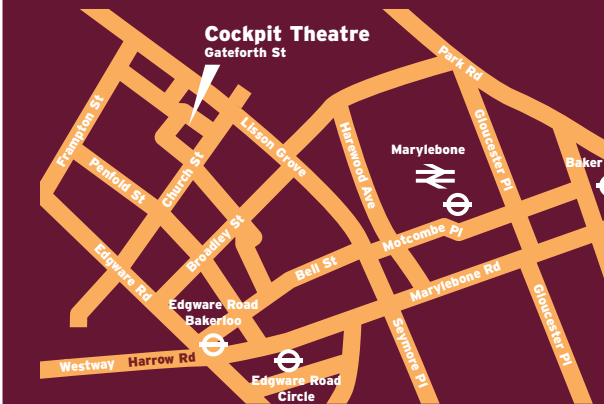 Cockpit Theatre
Gateforth St
Park Rd
Frampton St
Lisson Grove
Harewood Ave
Gloucester Pl
Marylebone
Baker
Penfold St
Church St
Broadley St
Motcombe Pl
Bell St
Edgware Rd
Marylebone Rd
Gloucester Pl
Edgware Road
Bakerloo
Seymore Pl
Westway Harrow Rd
Edgware Road
Circle